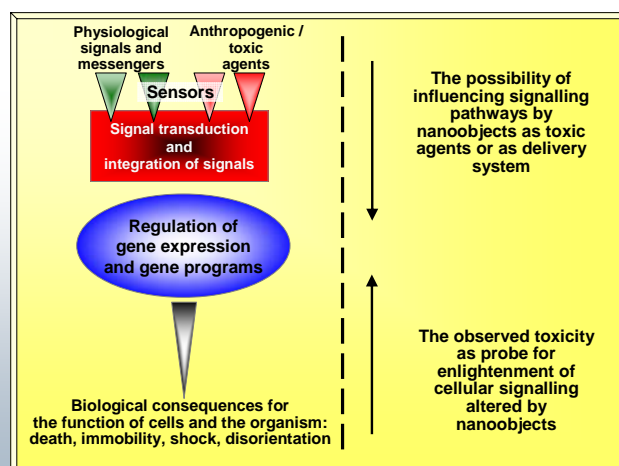 Physiological
signals and
messengers
Anthropogenic /
toxic
agents
Sensors
Signal transduction
and
integration of signals
Regulation of
gene expression
and gene programs
Biological consequences for
the function of cells and the organism:
death, immobility, shock, disorientation
The possibility of
influencing signalling
pathways by
nanoobjects as toxic
agents or as delivery
system
The observed toxicity
as probe for
enlightenment of
cellular signalling
altered by
nanoobjects